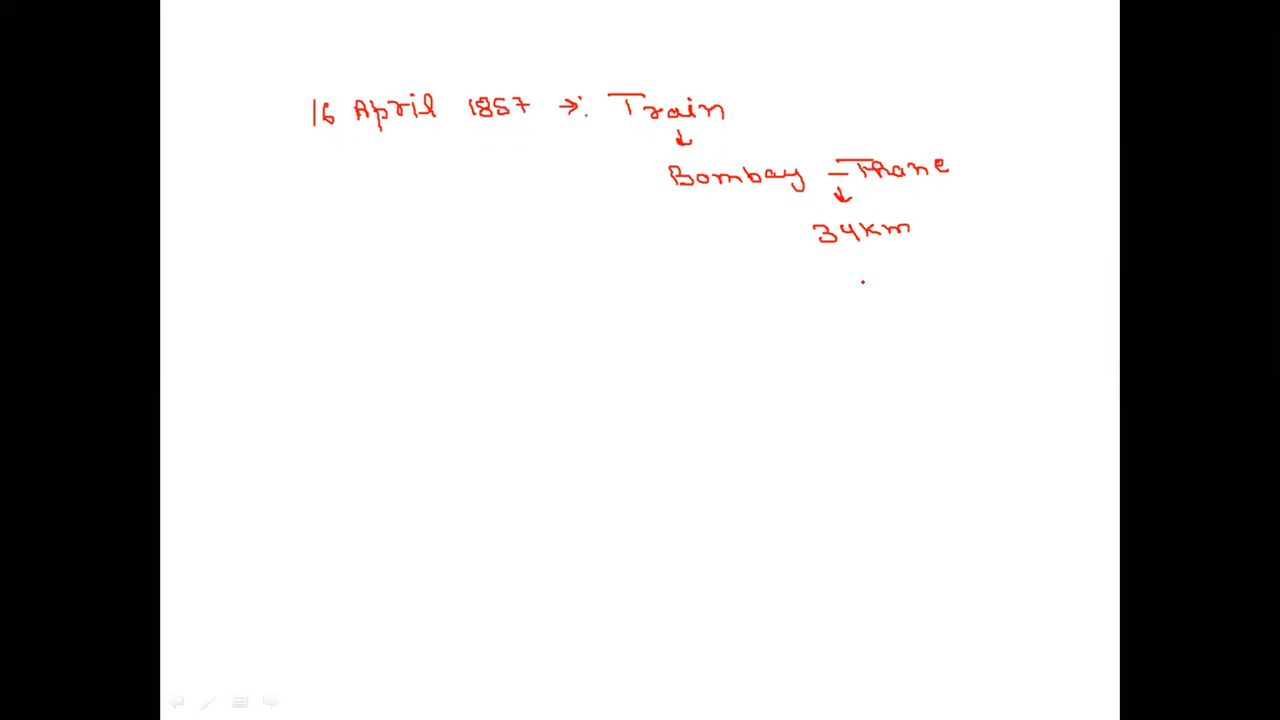 16 April 1857 →: Train
↓
Bombay - Thane
↓
34km